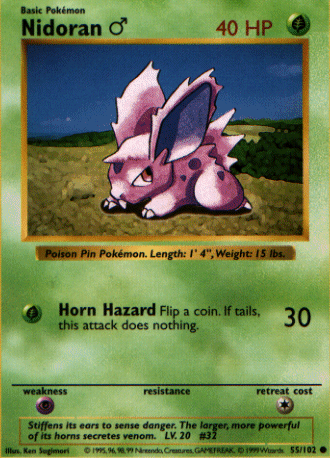 Basic Pokémon
Nidoran ♂ 40 HP
Poison Pin Pokémon. Length: 1' 4", Weight: 15 lbs.
Horn Hazard Flip a coin. If tails,
this attack does nothing.
30
weakness resistance retreat cost
Stiffens its ears to sense danger. The larger, more powerful
of its horns secretes venom. LV. 20 #32
Illus. Ken Sugimori © 1995, 96, 98, 99 Nintendo, Creatures, GAMEFREAK. © 1999 Wizards. 55/102 ●